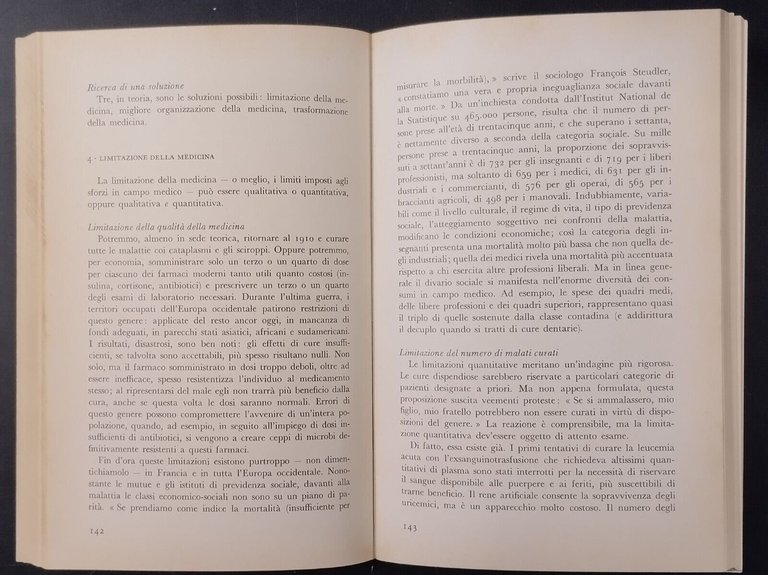 Ricerca di una soluzione
Tre, in teoria, sono le soluzioni possibili: limitazione della me-
dicina, migliore organizzazione della medicina, trasformazione
della medicina.
4 - LIMITAZIONE DELLA MEDICINA
La limitazione della medicina — o meglio, i limiti imposti agli
sforzi in campo medico — può essere qualitativa o quantitativa,
oppure qualitativa e quantitativa.
Limitazione della qualità della medicina
Potremmo, almeno in sede teorica, ritornare al 1910 e curare
tutte le malattie coi cataplasmi e gli sciroppi. Oppure potremmo,
per economia, somministrare solo un terzo o un quarto di dose
per ciascuno dei farmaci moderni tanto utili quanto costosi (in-
sulina, cortisone, antibiotici) e prescrivere un terzo o un quarto
degli esami di laboratorio necessari. Durante l'ultima guerra, i
territori occupati dell'Europa occidentale patirono restrizioni di
questo genere: applicate del resto ancor oggi, in mancanza di
fondi adeguati, in parecchi stati asiatici, africani e sudamericani.
I risultati, disastrosi, sono ben noti: gli effetti di cure insuffi-
cienti, se talvolta sono accettabili, più spesso risultano nulli. Non
solo, ma il farmaco somministrato in dosi troppo deboli, oltre ad
essere inefficace, spesso resistentizza l'individuo al medicamento
stesso; al ripresentarsi del male egli non trarrà più beneficio dalla
cura, anche se questa volta le dosi saranno normali. Errori di
questo genere possono compromettere l'avvenire di un'intera po-
polazione, quando, ad esempio, in seguito all'impiego di dosi in-
sufficienti di antibiotici, si vengono a creare ceppi di microbi de-
finitivamente resistenti a questi farmaci.
Fin d'ora queste limitazioni esistono purtroppo — non dimen-
tichiamolo — in Francia e in tutta l'Europa occidentale. Nono-
stante le mutue e gli istituti di previdenza sociale, davanti alla
malattia le classi economico-sociali non sono su un piano di pa-
rità. « Se prendiamo come indice la mortalità (insufficiente per
142
misurare la morbilità), » scrive il sociologo François Steudler,
« constatiamo una vera e propria ineguaglianza sociale davanti
alla morte. » Da un'inchiesta condotta dall'Institut National de
la Statistique su 465.000 persone, risulta che il numero di per-
sone prese all'età di trentacinque anni, e che superano i settanta,
è nettamente diverso a seconda della categoria sociale. Su mille
persone prese a trentacinque anni, la proporzione dei sopravvis-
suti a settant'anni è di 732 per gli insegnanti e di 719 per i liberi
professionisti, ma soltanto di 659 per i medici, di 631 per gli in-
dustriali e i commercianti, di 576 per gli operai, di 565 per i
braccianti agricoli, di 498 per i manovali. Indubbiamente, varia-
bili come il livello culturale, il regime di vita, il tipo di previdenza
sociale, l'atteggiamento soggettivo nei confronti della malattia,
modificano le condizioni economiche; così la categoria degli in-
segnanti presenta una mortalità molto più bassa che non quella de-
gli industriali; quella dei medici rivela una mortalità più accentuata
rispetto a chi esercita altre professioni liberali. Ma in linea gene-
rale il divario sociale si manifesta nell'enorme diversità dei con-
sumi in campo medico. Ad esempio, le spese dei quadri medi,
delle libere professioni e dei quadri superiori, rappresentano quasi
il triplo di quelle sostenute dalla classe contadina (e addirittura
il decuplo quando si tratti di cure dentarie).
Limitazione del numero di malati curati
Le limitazioni quantitative meritano un'indagine più rigorosa.
Le cure dispendiose sarebbero riservate a particolari categorie di
pazienti designate a priori. Ma non appena formulata, questa
proposizione suscita veementi proteste: « Se si ammalassero, mio
figlio, mio fratello potrebbero non essere curati in virtù di dispo-
sizioni del genere. » La reazione è comprensibile, ma la limita-
zione quantitativa dev'essere oggetto di attento esame.
Di fatto, essa esiste già. I primi tentativi di curare la leucemia
acuta con l'exsanguinotrasfusione che richiedeva altissimi quan-
titativi di plasma sono stati interrotti per la necessità di riservare
il sangue disponibile alle puerpere e ai feriti, più suscettibili di
trarne beneficio. Il rene artificiale consente la sopravvivenza degli
uricemici, ma è un apparecchio molto costoso. Il numero degli
143